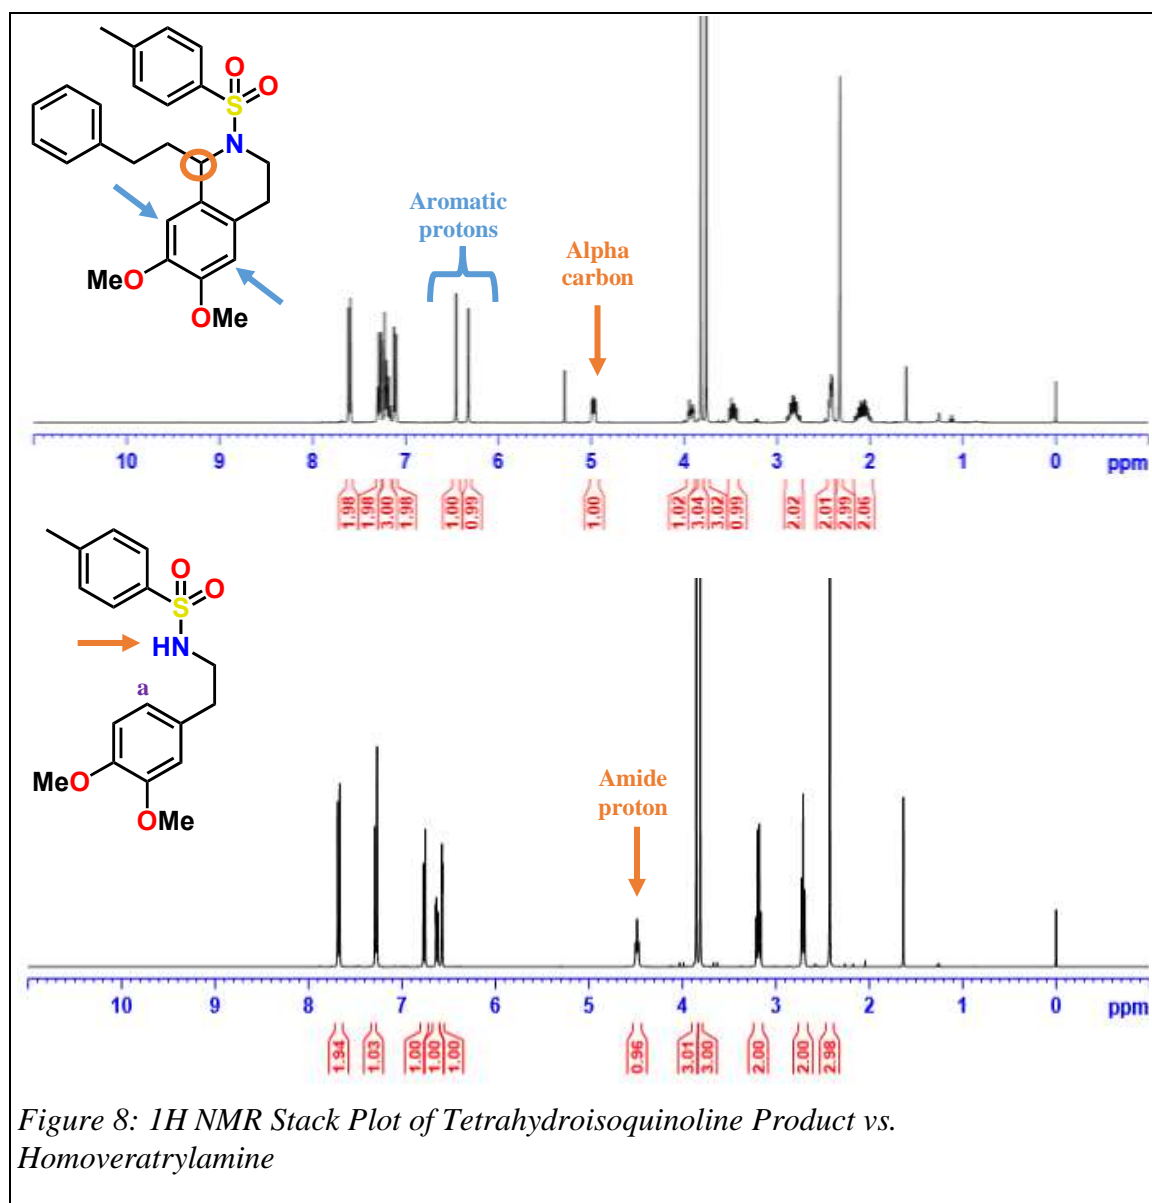 O
O
S
N
MeO
OMe
Aromatic
protons
Alpha
carbon
10 9 8 7 6 5 4 3 2 1 0 ppm
1.98 1.98 3.00 1.98 1.00 0.99 1.00 1.02 3.04 3.02 0.99 2.02 2.01 2.99 2.06
O
O
S
HN
a
MeO
OMe
Amide
proton
10 9 8 7 6 5 4 3 2 1 0 ppm
1.94 1.03 1.00 1.00 1.00 0.96 3.01 3.00 2.00 2.00 2.98
Figure 8: 1H NMR Stack Plot of Tetrahydroisoquinoline Product vs.
Homoveratrylamine